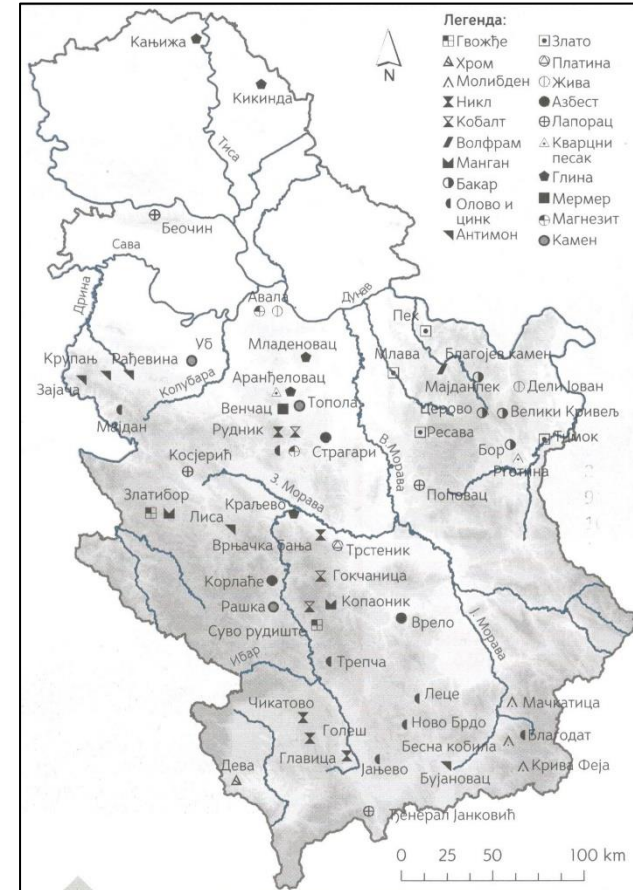 Легенда:
Гвожђе
Хром
Молибден
Никл
Кобалт
Волфрам
Манган
Бакар
Олово и
цинк
Антимон
Злато
Платина
Жива
Азбест
Лапорац
Кварцни
песак
Глина
Мермер
Магнезит
Камен
N
Кањижа
Кикинда
Тиса
Беочин
Сава
Дрина
Дунав
Авала
Пек
Уб
Младеновац
Млава
Благојев камен
Крупањ
Рађевина
Колубара
Зајача
Аранђеловац
Мајданпек
Дели Јован
Мајдан
Венчац
Топола
Церово
Велики Кривељ
Рудник
Ресава
Тимок
Страгари
В. Морава
Бор
Рготина
Косјерић
Поповац
З. Морава
Златибор
Лиса
Краљево
Врњачка бања
Трстеник
Гокчаница
Корлаће
Копаоник
Рашка
Врело
Суво рудиште
Ј. Морава
Ибар
Трепча
Леце
Мачкатица
Чикатово
Ново Брдо
Голеш
Бесна кобила
Благодат
Главица
Дева
Јањево
Бујановац
Крива Феја
Ђенерал Јанковић
0 50 100 km